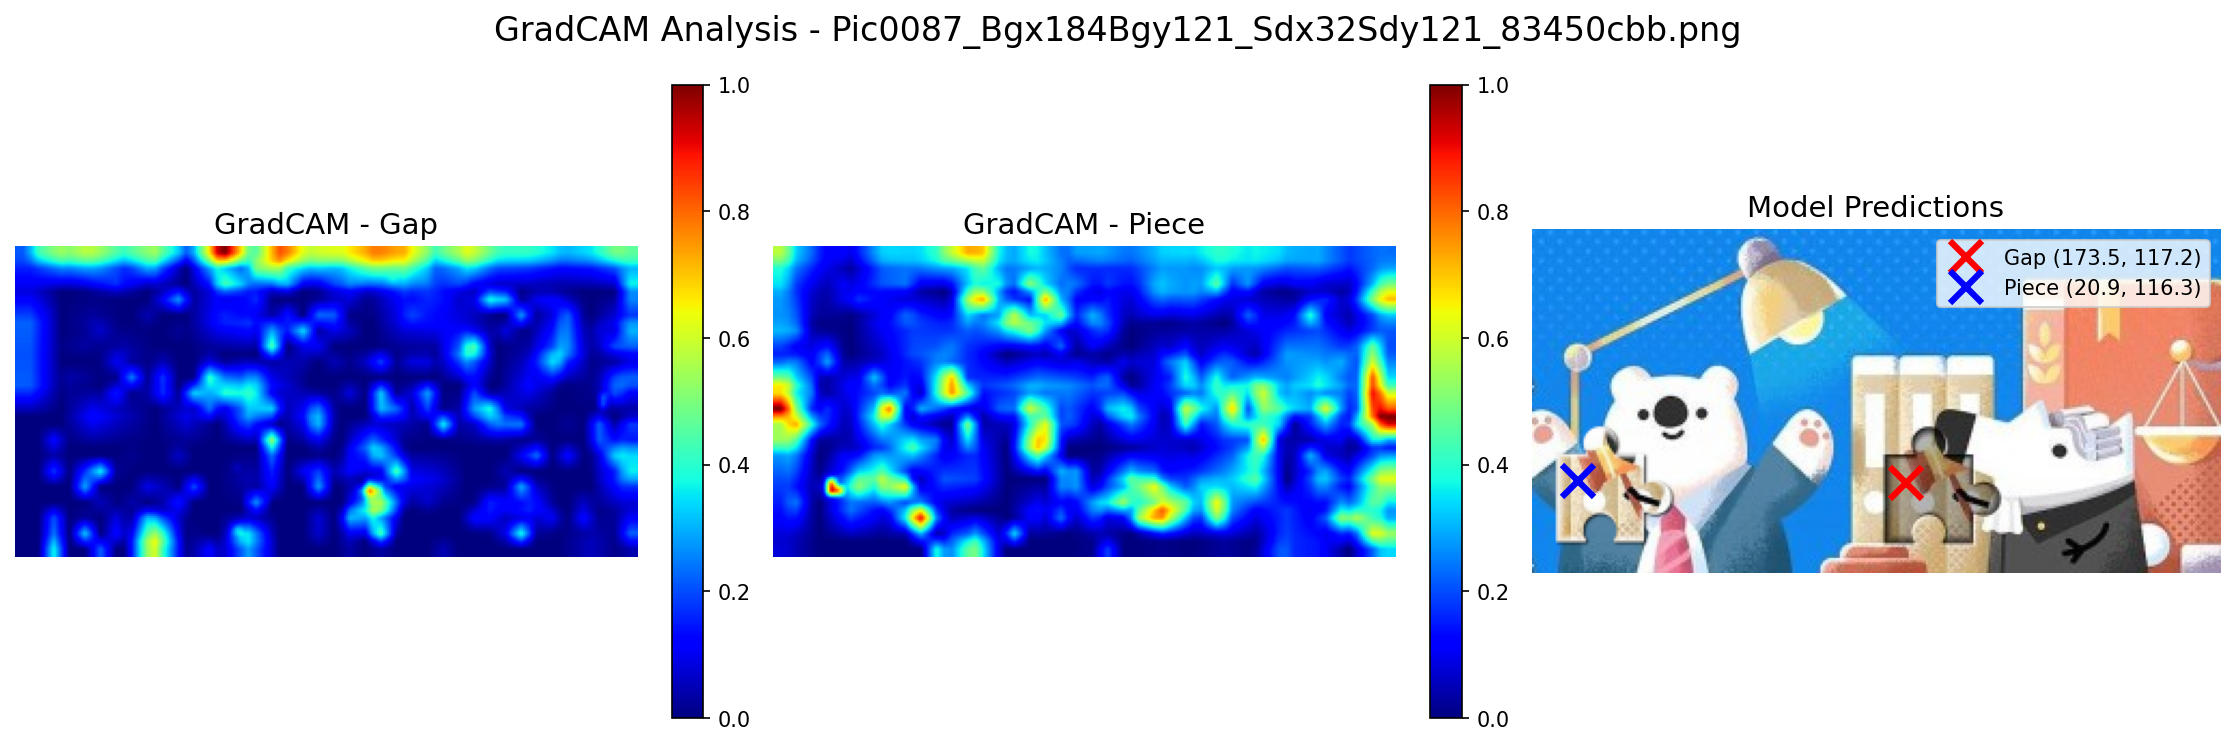 GradCAM Analysis - Pic0087_Bgx184Bgy121_Sdx32Sdy121_83450cbb.png
GradCAM - Gap
1.0
0.8
0.6
0.4
0.2
0.0
GradCAM - Piece
1.0
0.8
0.6
0.4
0.2
0.0
Model Predictions
Gap (173.5, 117.2)
Piece (20.9, 116.3)